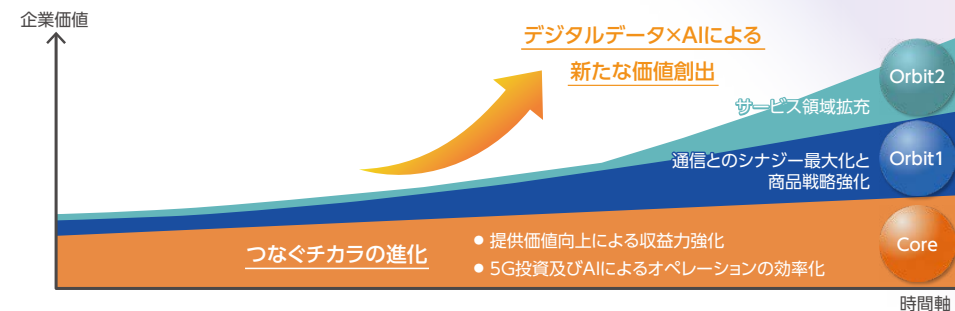 企業価値
デジタルデータ×AIによる
新たな価値創出
Orbit2
サービス領域拡充
通信とのシナジー最大化と
商品戦略強化
Orbit1
つなぐチカラの進化
● 提供価値向上による収益力強化
● 5G投資及びAIによるオペレーションの効率化
Core
時間軸